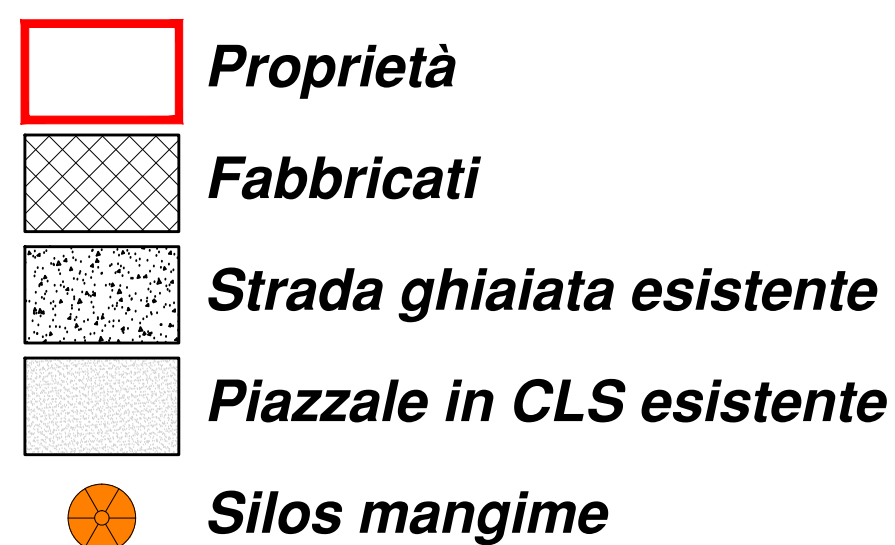 Proprietà
Fabbricati
Strada ghiaiata esistente
Piazzale in CLS esistente
Silos mangime